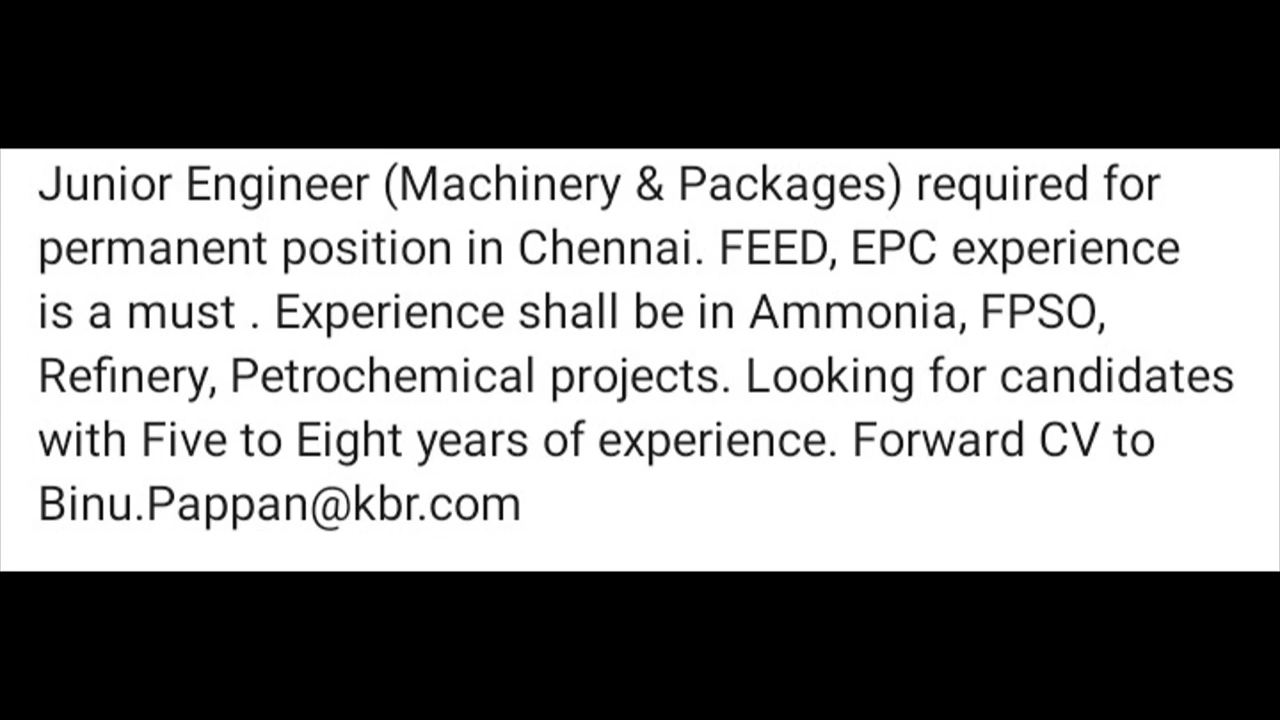 Junior Engineer (Machinery & Packages) required for
permanent position in Chennai. FEED, EPC experience
is a must . Experience shall be in Ammonia, FPSO,
Refinery, Petrochemical projects. Looking for candidates
with Five to Eight years of experience. Forward CV to
Binu.Pappan@kbr.com